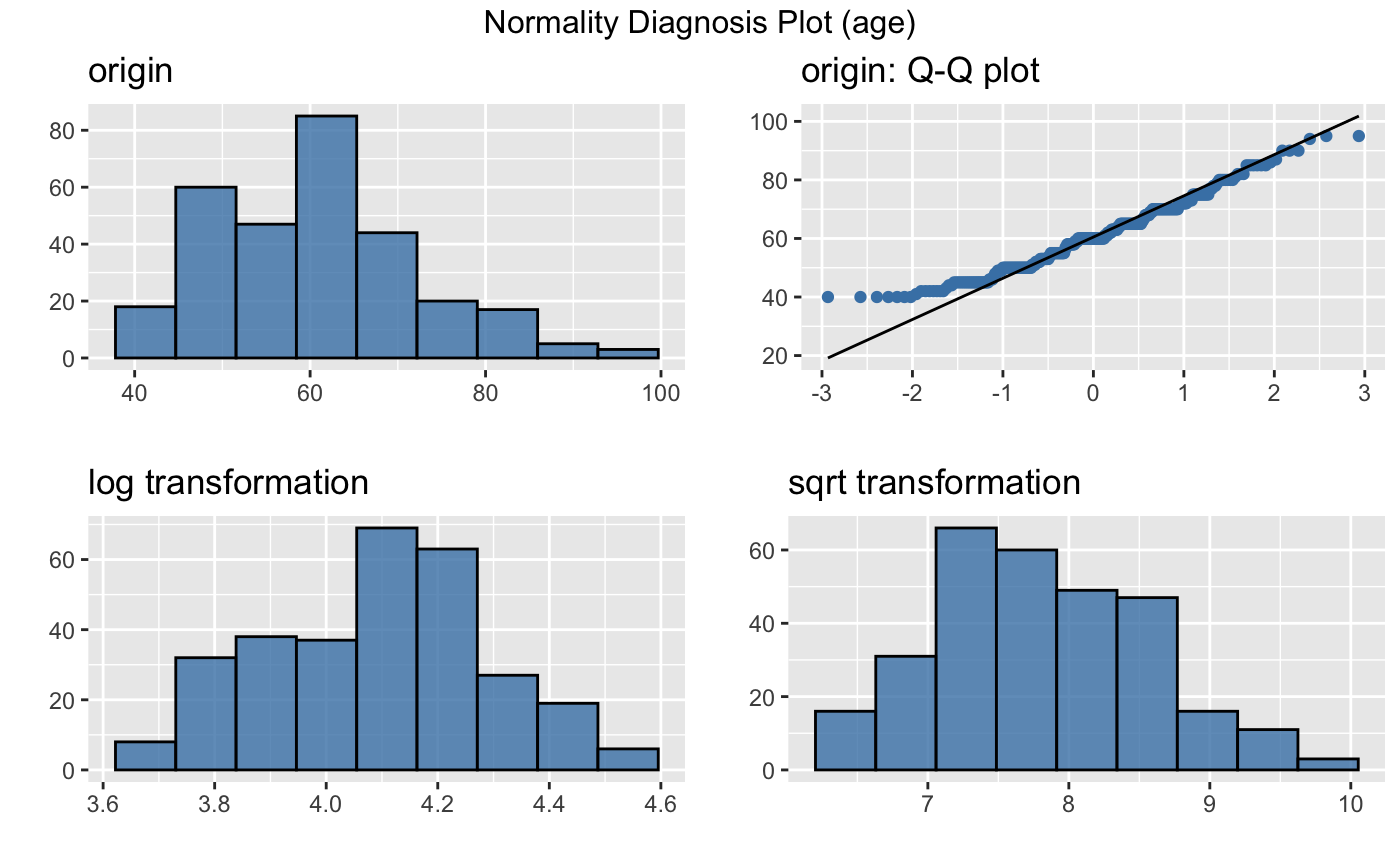 Normality Diagnosis Plot (age)
origin
80
60
40
20
0
40 60 80 100
origin: Q-Q plot
100
80
60
40
20
-3 -2 -1 0 1 2 3
log transformation
60
40
20
0
3.6 3.8 4.0 4.2 4.4 4.6
sqrt transformation
60
40
20
0
7 8 9 10